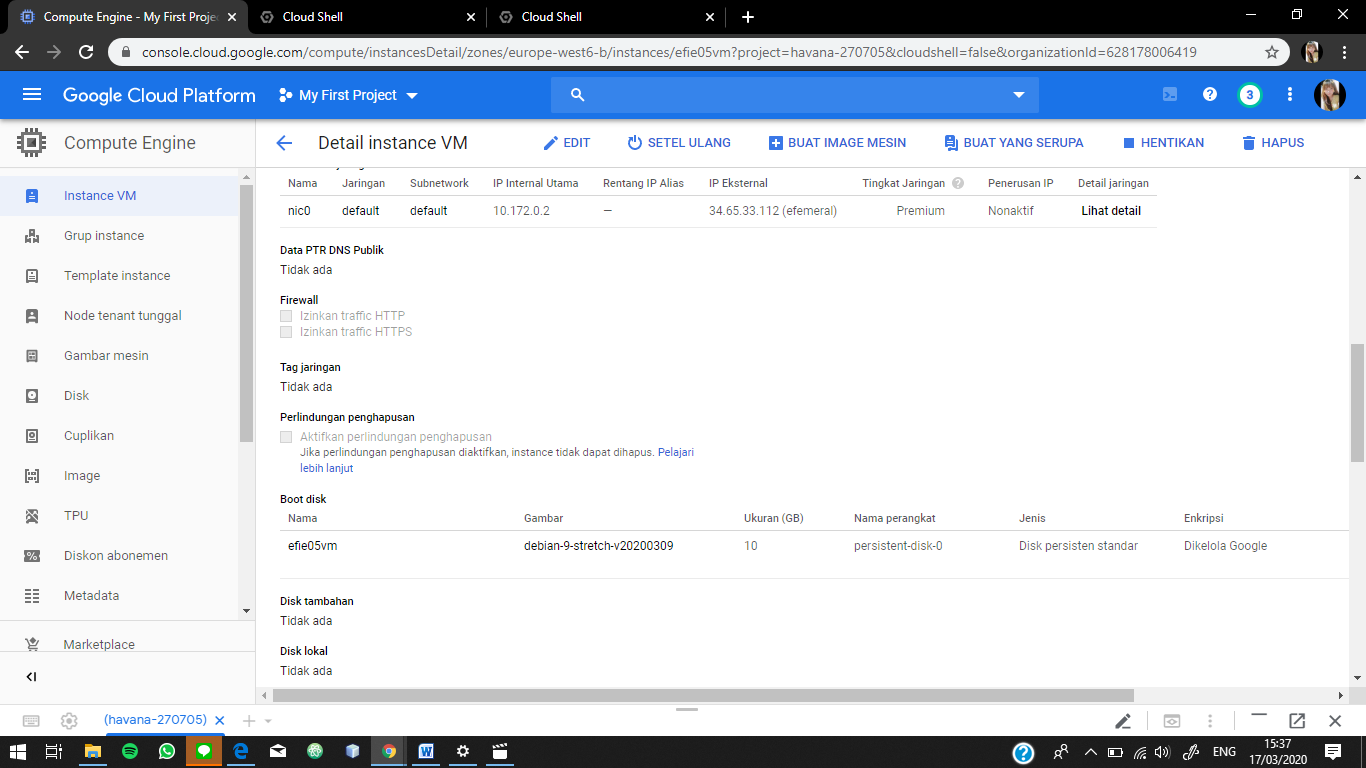 Compute Engine - My First Proje
Cloud Shell
Cloud Shell
console.cloud.google.com/compute/instancesDetail/zones/europe-west6-b/instances/efie05vm?project=havana-270705&cloudshell=false&organizationId=628178006419
Google Cloud Platform
My First Project
3
Compute Engine
Detail instance VM
EDIT
SETEL ULANG
BUAT IMAGE MESIN
BUAT YANG SERUPA
HENTIKAN
HAPUS
Instance VM
Grup instance
Template instance
Node tenant tunggal
Gambar mesin
Disk
Cuplikan
Image
TPU
Diskon abonemen
Metadata
Marketplace
Nama Jaringan Subnetwork IP Internal Utama Rentang IP Alias IP Eksternal Tingkat Jaringan Penerusan IP Detail jaringan
nic0 default default 10.172.0.2 — 34.65.33.112 (efemeral) Premium Nonaktif Lihat detail
Data PTR DNS Publik
Tidak ada
Firewall
Izinkan traffic HTTP
Izinkan traffic HTTPS
Tag jaringan
Tidak ada
Perlindungan penghapusan
Aktifkan perlindungan penghapusan
Jika perlindungan penghapusan diaktifkan, instance tidak dapat dihapus. Pelajari
lebih lanjut
Boot disk
Nama Gambar Ukuran (GB) Nama perangkat Jenis Enkripsi
efie05vm debian-9-stretch-v20200309 10 persistent-disk-0 Disk persisten standar Dikelola Google
Disk tambahan
Tidak ada
Disk lokal
Tidak ada
(havana-270705)
ENG
15:37
17/03/2020